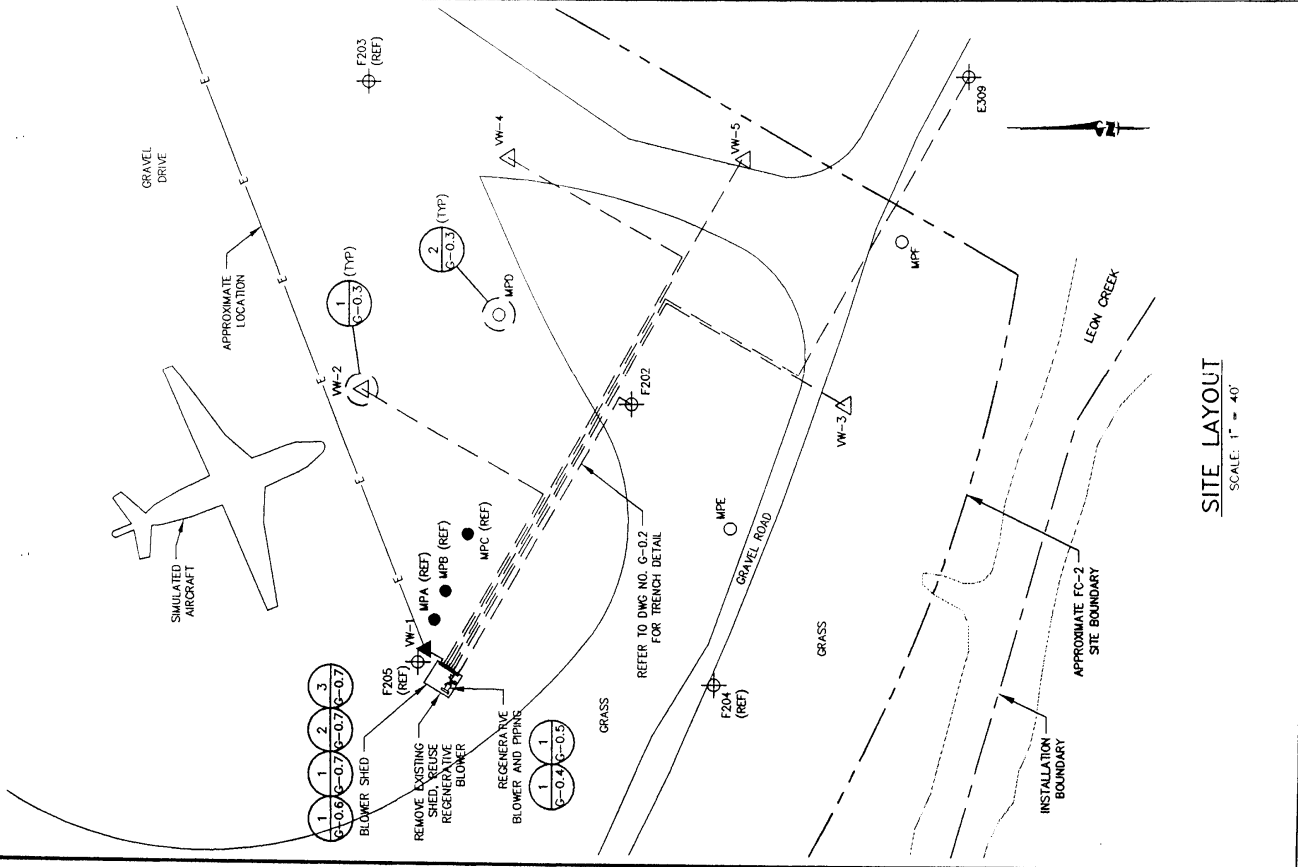 GRAVEL
DRIVE
F203
(REF)
E
E
E
E
E
E
E
APPROXIMATE
LOCATION
SIMULATED
AIRCRAFT
1
G-0.3
(TYP)
VW-2
2
G-0.3
(TYP)
MPD
VW-4
VW-5
E309
N
MPA (REF)
MPB (REF)
MPC (REF)
VW-1
F205
(REF)
1
G-0.6
1
G-0.7
2
G-0.7
3
G-0.7
BLOWER SHED
REMOVE EXISTING
SHED, REUSE
REGENERATIVE
BLOWER
REGENERATIVE
BLOWER AND PIPING
1
G-0.4
1
G-0.5
GRASS
REFER TO DWG NO. G-0.2
FOR TRENCH DETAIL
F202
VW-3
MPF
MPE
GRAVEL ROAD
F204
(REF)
GRASS
LEON CREEK
APPROXIMATE FC-2
SITE BOUNDARY
INSTALLATION
BOUNDARY
SITE LAYOUT
SCALE: 1" = 40'